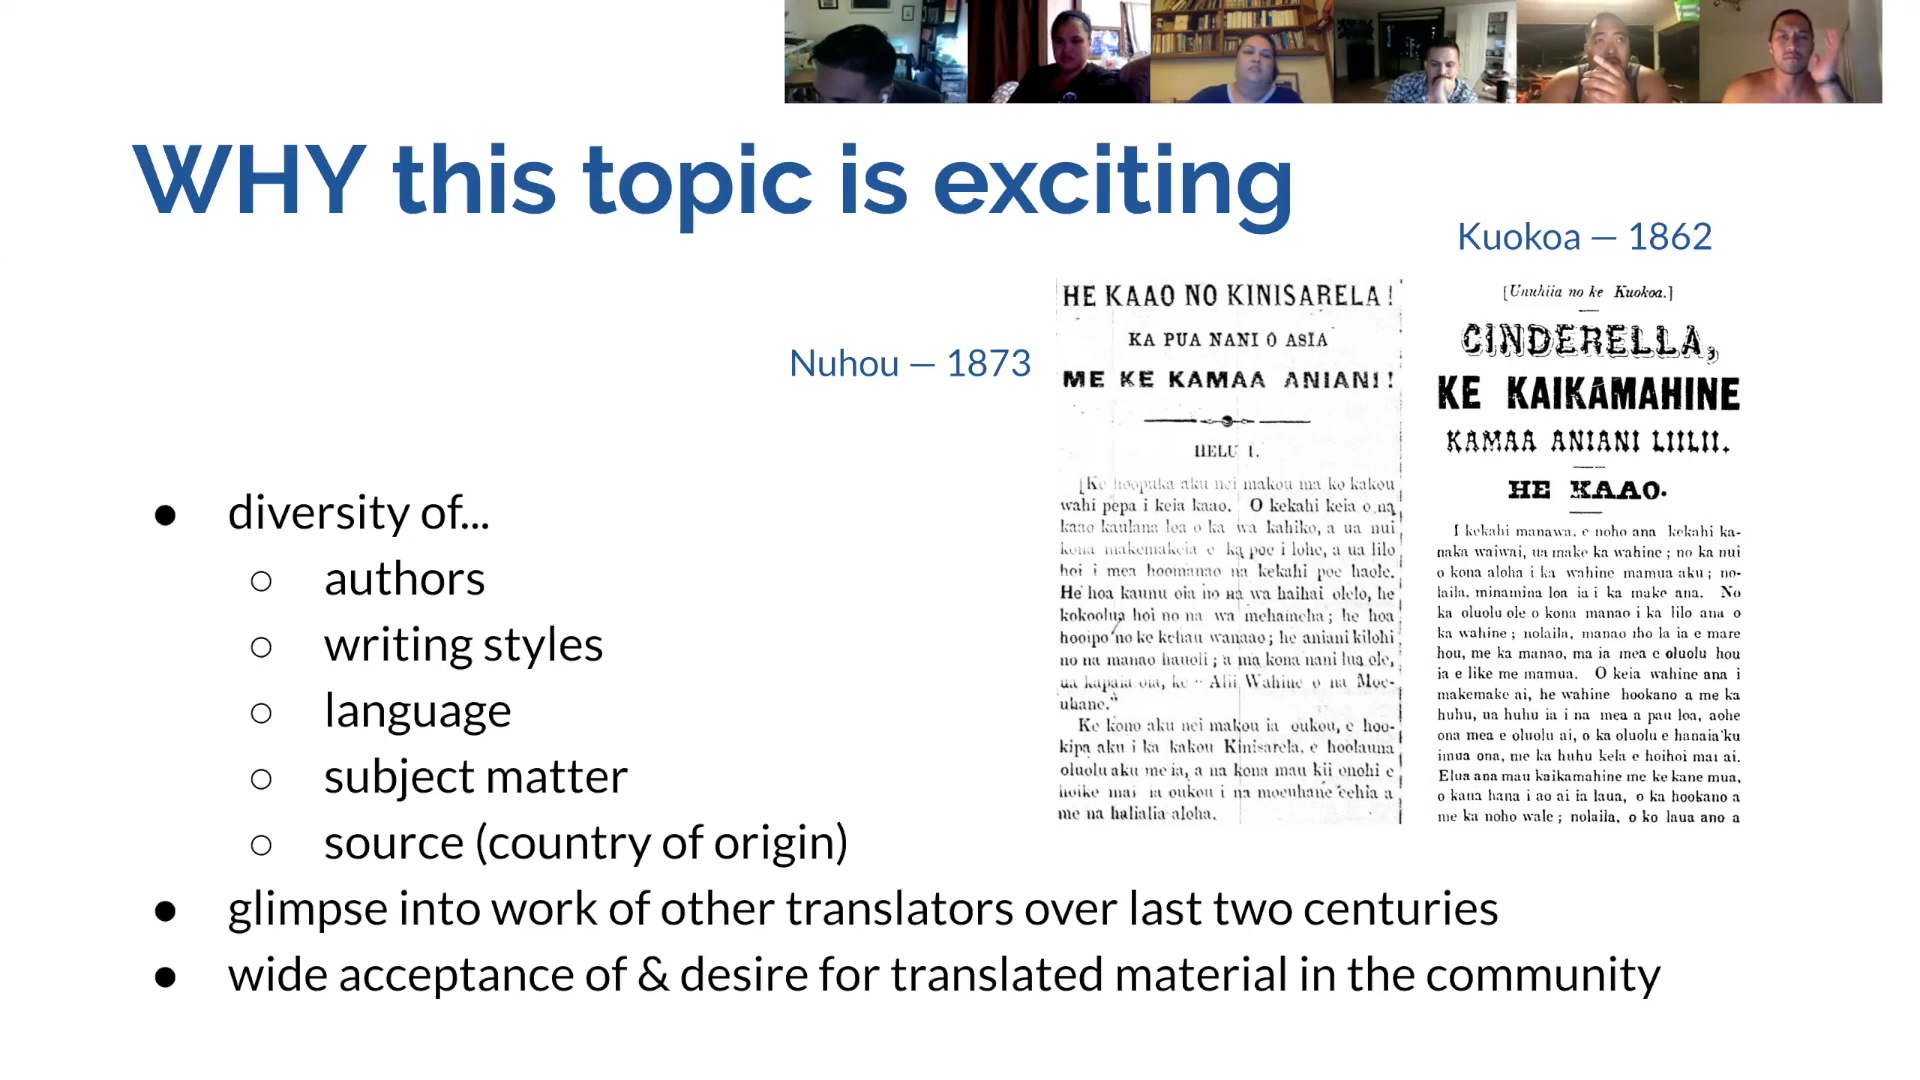 WHY this topic is exciting
Kuokoa — 1862
Nuhou — 1873
HE KAAO NO KINISARELA!
KA PUA NANI O ASIA
ME KE KAMAA ANIANI!
HELU 1.
[Ke hoopuka aku nei makou ma ko kakou
wahi pepa i keia kaao. O kekahi keia o na
kaao kaulana loa o ka wa kahiko, a ua nui
kona makemakeia e ka poe i lohe, a ua lilo
hoi i mea hoomanao na kekahi poe haole.
He hoa kaunu oia no na wa haihai olelo, he
kokoolua hoi no na wa mehameha; he hoa
hooipo no ke kehau wanaao; he aniani kilohi
no na manao hauoli; a ma kona nani lua ole,
ua kapaia oia, ke "Alii Wahine o na Moe-
uhane."
Ke kono aku nei makou ia oukou, e hoo-
kipa aku i ka kakou Kinisarela, e hoolauna
oluolu aku me ia, a na kona mau kii onohi e
hoike mai ia oukou i na moeuhane eehia a
me na halialia aloha.
[Unuhiia no ke Kuokoa.]
CINDERELLA,
KE KAIKAMAHINE
KAMAA ANIANI LIILII.
HE KAAO.
I kekahi manawa, e noho ana kekahi ka-
naka waiwai, ua make ka wahine; no ka nui
o kona aloha i ka wahine mamua aku; no-
laila, minamina loa ia i ka make ana. No
ka oluolu ole o kona manao i ka lilo ana o
ka wahine; nolaila, manao iho la ia e mare
hou, me ka manao, ma ia mea e oluolu hou
ia e like me mamua. O keia wahine ana i
makemake ai, he wahine hookano a me ka
huhu, ua huhu ia i na mea a pau loa, aohe
ona mea e oluolu ai, o ka oluolu e hanaia'ku
imua ona, me ka huhu kela e hoihoi mai ai.
Elua ana mau kaikamahine me ke kane mua,
o kana hana i ao ai ia laua, o ka hookano a
me ka noho wale; nolaila, o ko laua ano a
● diversity of...
○ authors
○ writing styles
○ language
○ subject matter
○ source (country of origin)
● glimpse into work of other translators over last two centuries
● wide acceptance of & desire for translated material in the community